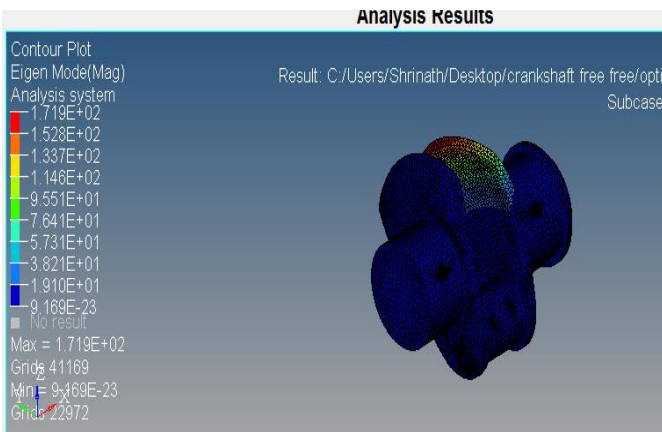 Analysis Results
Contour Plot
Eigen Mode(Mag)
Analysis system
1.719E+02
1.528E+02
1.337E+02
1.146E+02
9.551E+01
7.641E+01
5.731E+01
3.821E+01
1.910E+01
9.169E-23
No result
Max = 1.719E+02
Grids 41169
Min = 9.169E-23
Grids 22972
Z
Y
X
Result: C:/Users/Shrinath/Desktop/crankshaft free free/opti
Subcase